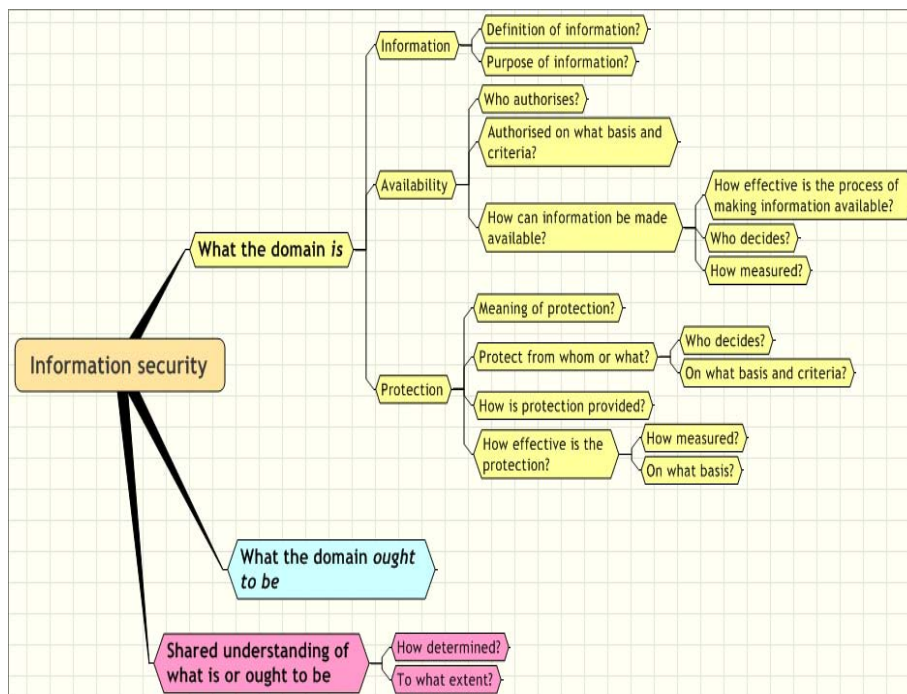 Information security
What the domain is
Information
Definition of information?
Purpose of information?
Availability
Who authorises?
Authorised on what basis and
criteria?
How can information be made
available?
How effective is the process of
making information available?
Who decides?
How measured?
Protection
Meaning of protection?
Protect from whom or what?
Who decides?
On what basis and criteria?
How is protection provided?
How effective is the
protection?
How measured?
On what basis?
What the domain ought
to be
Shared understanding of
what is or ought to be
How determined?
To what extent?